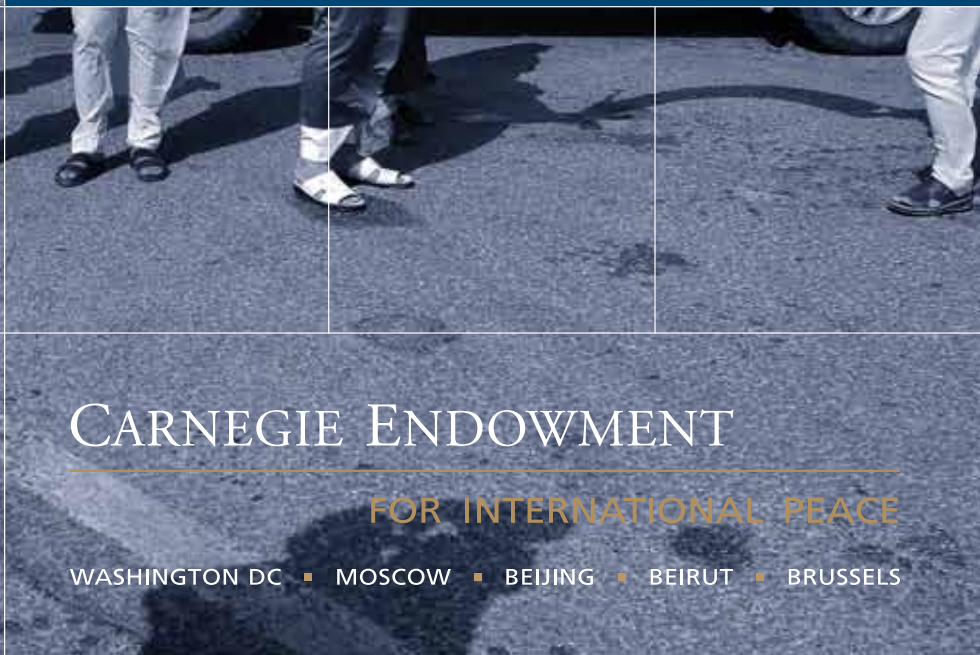 CARNEGIE ENDOWMENT
FOR INTERNATIONAL PEACE
WASHINGTON DC ▪ MOSCOW ▪ BEIJING ▪ BEIRUT ▪ BRUSSELS